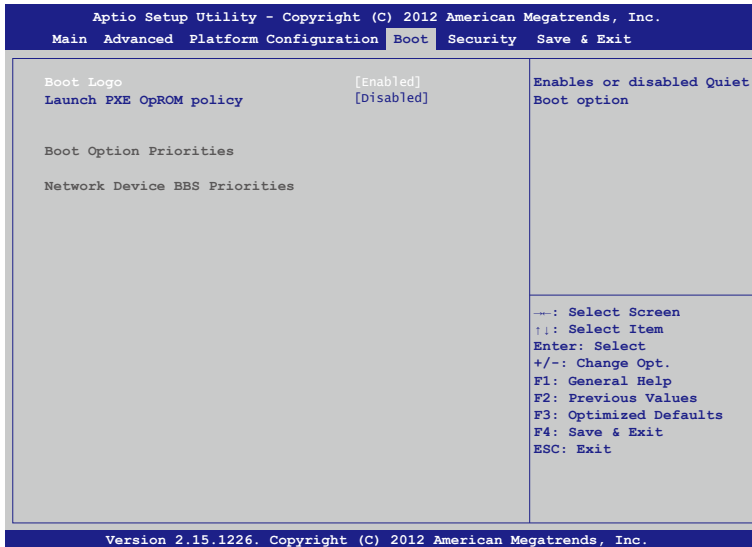 Aptio Setup Utility - Copyright (C) 2012 American Megatrends, Inc.
Main Advanced Platform Configuration Boot Security Save & Exit
Boot Logo [Enabled]
Launch PXE OpROM policy [Disabled]
Boot Option Priorities
Network Device BBS Priorities
Enables or disabled Quiet
Boot option
→←: Select Screen
↑↓: Select Item
Enter: Select
+/-: Change Opt.
F1: General Help
F2: Previous Values
F3: Optimized Defaults
F4: Save & Exit
ESC: Exit
Version 2.15.1226. Copyright (C) 2012 American Megatrends, Inc.